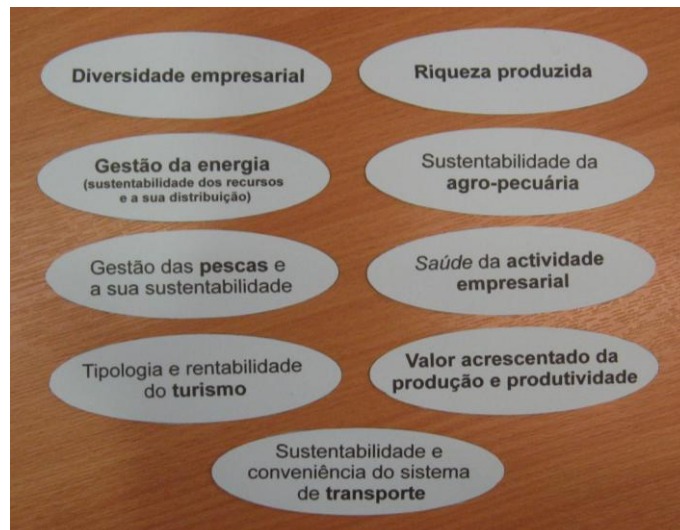 Diversidade empresarial
Riqueza produzida
Gestão da energia
(sustentabilidade dos recursos
e a sua distribuição)
Sustentabilidade da
agro-pecuária
Gestão das pescas e
a sua sustentabilidade
Saúde da actividade
empresarial
Tipologia e rentabilidade
do turismo
Valor acrescentado da
produção e produtividade
Sustentabilidade e
conveniência do sistema
de transporte